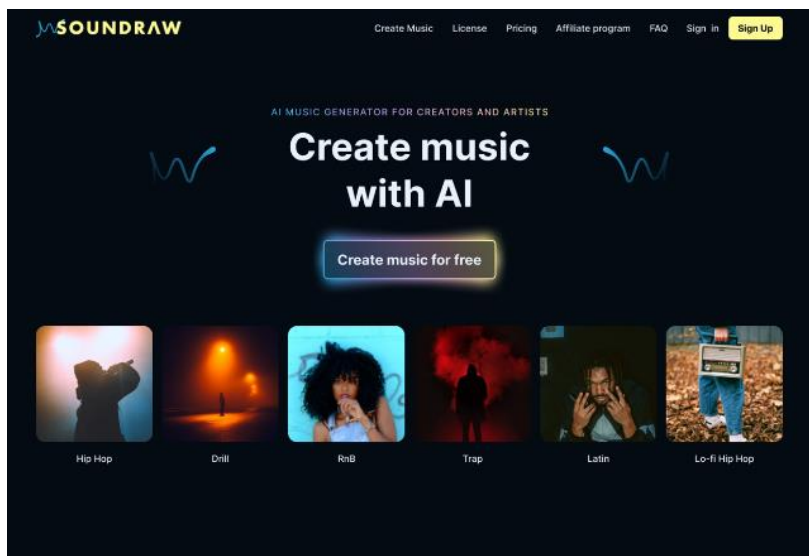 SOUNDRAW
Create Music License Pricing Affiliate program FAQ Sign in Sign Up
AI MUSIC GENERATOR FOR CREATORS AND ARTISTS
Create music
with AI
Create music for free
Hip Hop Drill RnB Trap Latin Lo-fi Hip Hop